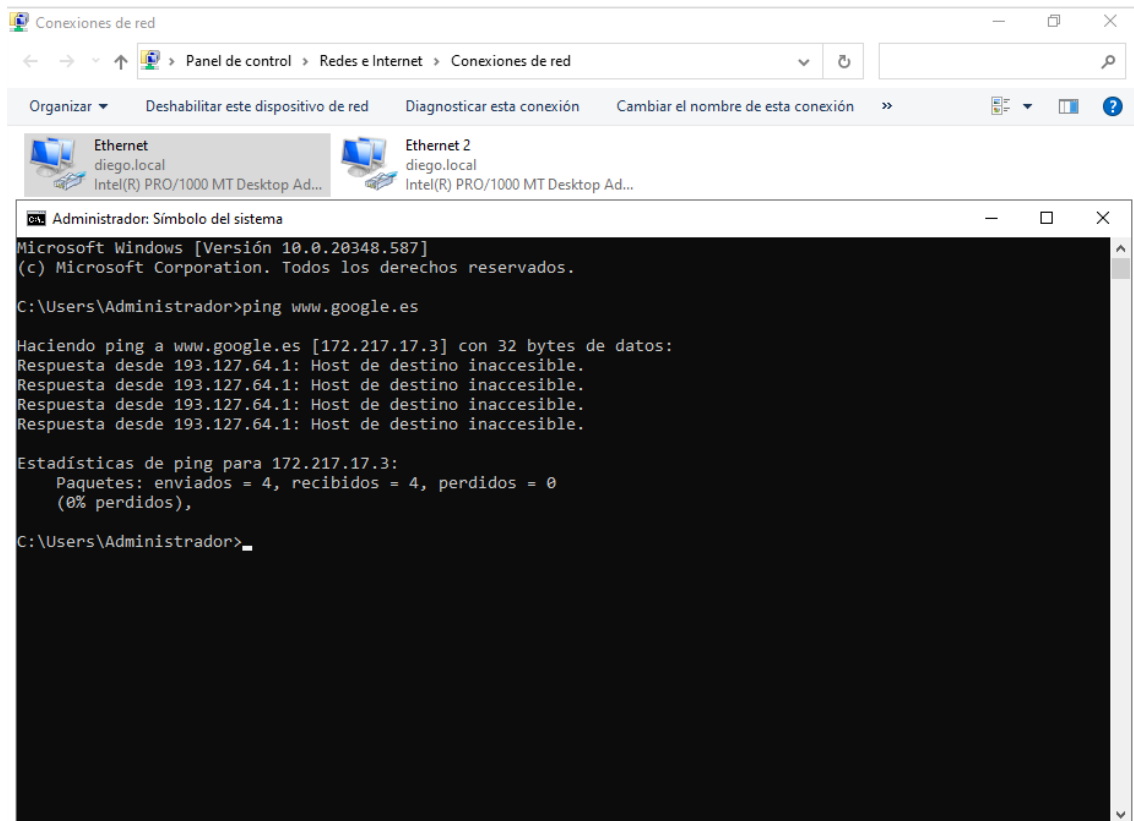 Conexiones de red
Panel de control > Redes e Internet > Conexiones de red
Organizar Deshabilitar este dispositivo de red Diagnosticar esta conexión Cambiar el nombre de esta conexión »
Ethernet
diego.local
Intel(R) PRO/1000 MT Desktop Ad...
Ethernet 2
diego.local
Intel(R) PRO/1000 MT Desktop Ad...
Administrador: Símbolo del sistema
Microsoft Windows [Versión 10.0.20348.587]
(c) Microsoft Corporation. Todos los derechos reservados.
C:\Users\Administrador>ping www.google.es
Haciendo ping a www.google.es [172.217.17.3] con 32 bytes de datos:
Respuesta desde 193.127.64.1: Host de destino inaccesible.
Respuesta desde 193.127.64.1: Host de destino inaccesible.
Respuesta desde 193.127.64.1: Host de destino inaccesible.
Respuesta desde 193.127.64.1: Host de destino inaccesible.
Estadísticas de ping para 172.217.17.3:
Paquetes: enviados = 4, recibidos = 4, perdidos = 0
(0% perdidos),
C:\Users\Administrador>